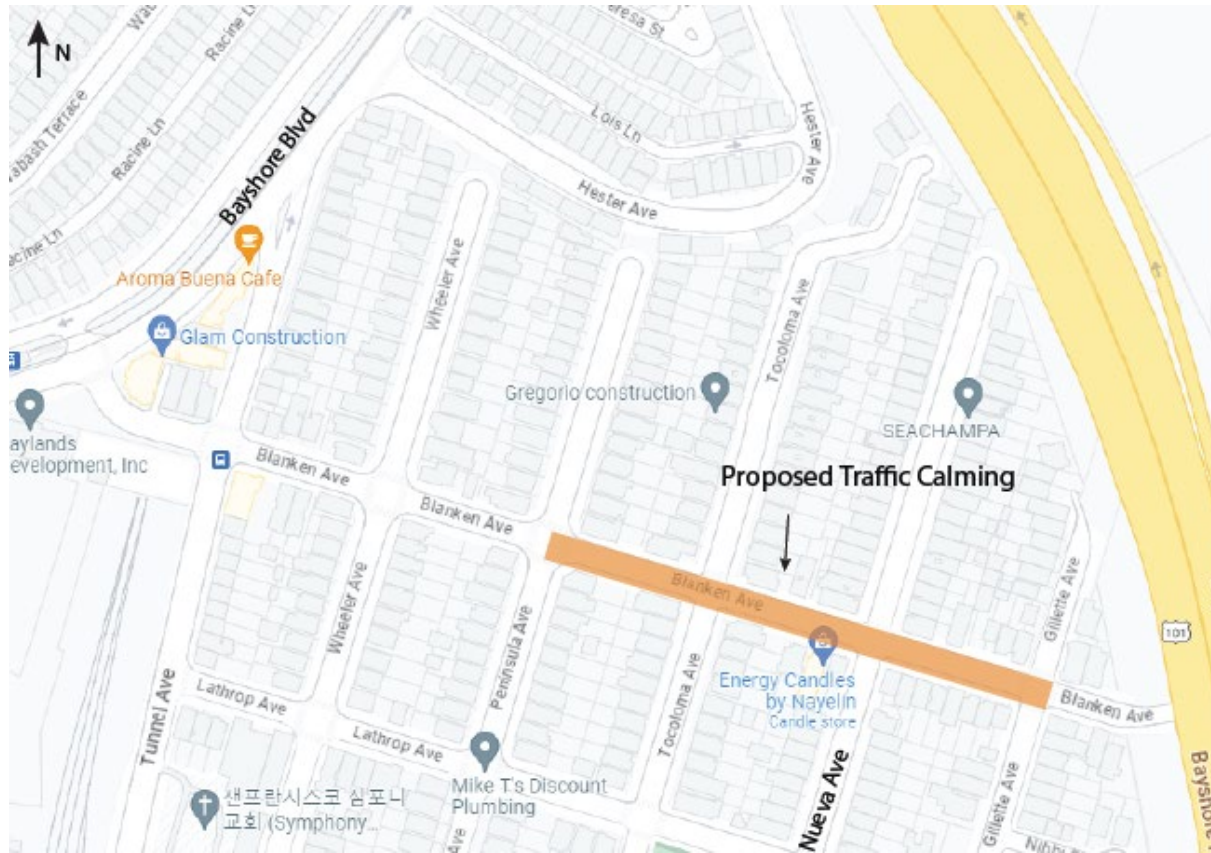 N
Racine Ln
Racine Ln
Racine Ln
Bayshore Blvd
Lois Ln
Hester Ave
Hester Ave
Aroma Buena Cafe
Wheeler Ave
Tocoloma Ave
Glam Construction
Gregorio construction
SEACHAMPA
Proposed Traffic Calming
Blanken Ave
Blanken Ave
Blanken Ave
Blanken Ave
Gillette Ave
101
Wheeler Ave
Peninsula Ave
Tocoloma Ave
Energy Candles
by Nayelin
Candle store
Tunnel Ave
Lathrop Ave
Lathrop Ave
Mike T's Discount
Plumbing
Nueva Ave
Gillette Ave
샌프란시스코 심포니
교회 (Symphony...
Ave
Bayshore